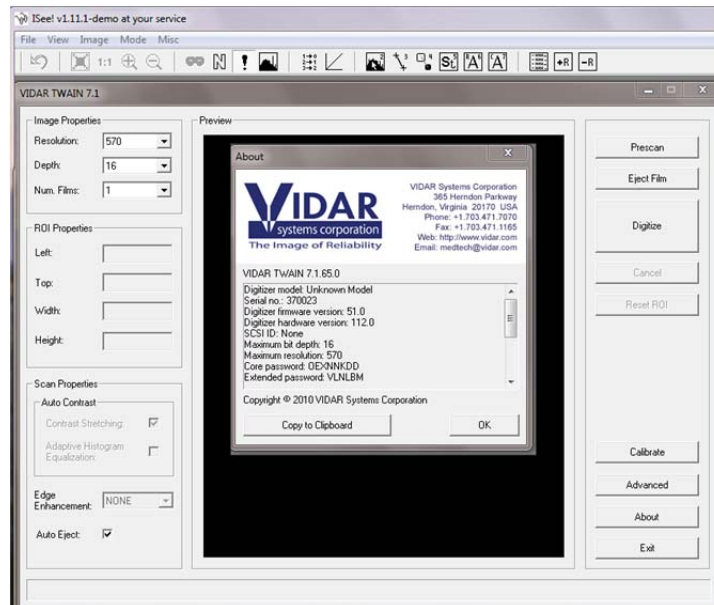 ISee! v1.11.1-demo at your service
File View Image Mode Misc
1:1 N ! St "A" 'A' +R -R
VIDAR TWAIN 7.1
Image Properties
Resolution: 570
Depth: 16
Num. Films: 1
ROI Properties
Left:
Top:
Width:
Height:
Scan Properties
Auto Contrast
Contrast Stretching:
Adaptive Histogram
Equalization:
Edge
Enhancement: NONE
Auto Eject:
Preview
About
VIDAR
systems corporation
The Image of Reliability
VIDAR Systems Corporation
365 Herndon Parkway
Herndon, Virginia 20170 USA
Phone: +1.703.471.7070
Fax: +1.703.471.1165
Web: http://www.vidar.com
Email: medtech@vidar.com
VIDAR TWAIN 7.1.65.0
Digitizer model: Unknown Model
Serial no.: 370023
Digitizer firmware version: 51.0
Digitizer hardware version: 112.0
SCSI ID: None
Maximum bit depth: 16
Maximum resolution: 570
Core password: OEXNNKDD
Extended password: VLNLBM
Copyright © 2010 VIDAR Systems Corporation
Copy to Clipboard
OK
Prescan
Eject Film
Digitize
Cancel
Reset ROI
Calibrate
Advanced
About
Exit